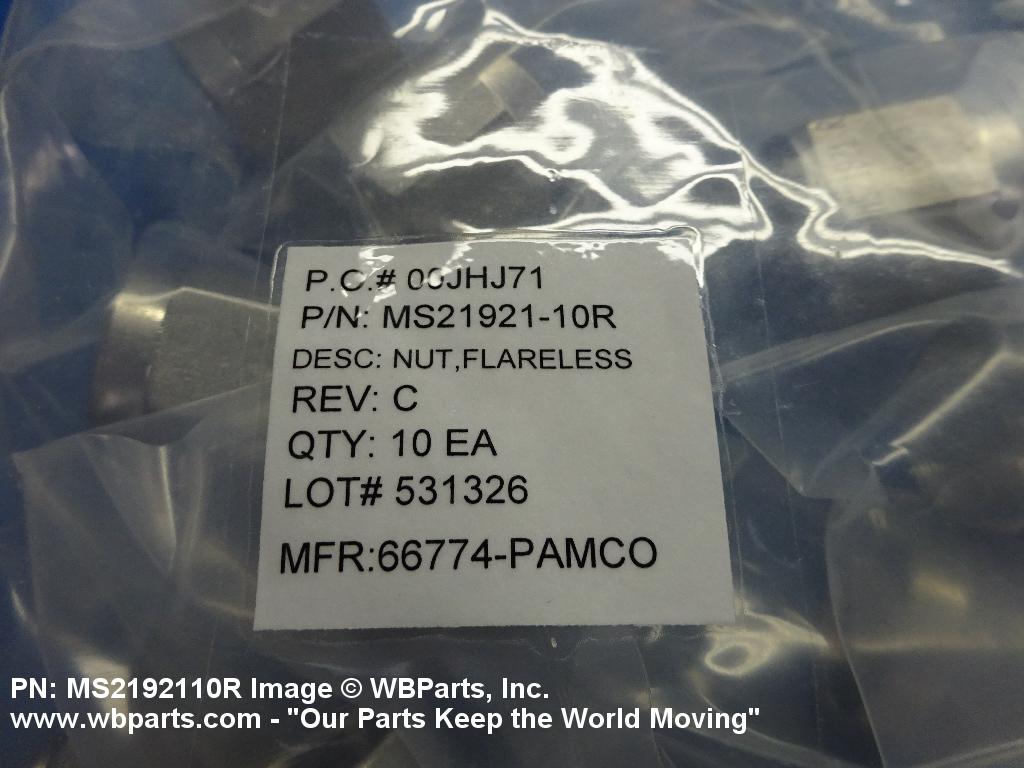 P.C.# 00JHJ71
P/N: MS21921-10R
DESC: NUT,FLARELESS
REV: C
QTY: 10 EA
LOT# 531326
MFR:66774-PAMCO
PN: MS2192110R Image © WBParts, Inc.
www.wbparts.com - "Our Parts Keep the World Moving"